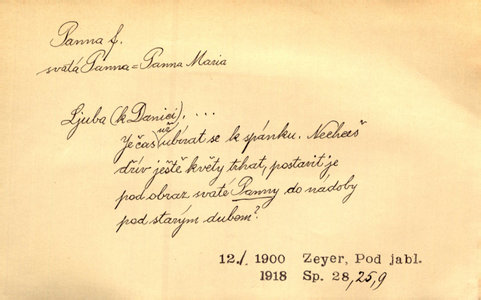 Panna f.
svatá Panna = Panna Maria
Ljuba (k Danici). ...
Je čas už ubírat se k spánku. Nechceš
dřív ještě květy trhat, postavit je
pod obraz svaté Panny do nádoby
pod starým dubem?
12./. 1900 Zeyer, Pod jabl.
1918 Sp. 28, 25, 9